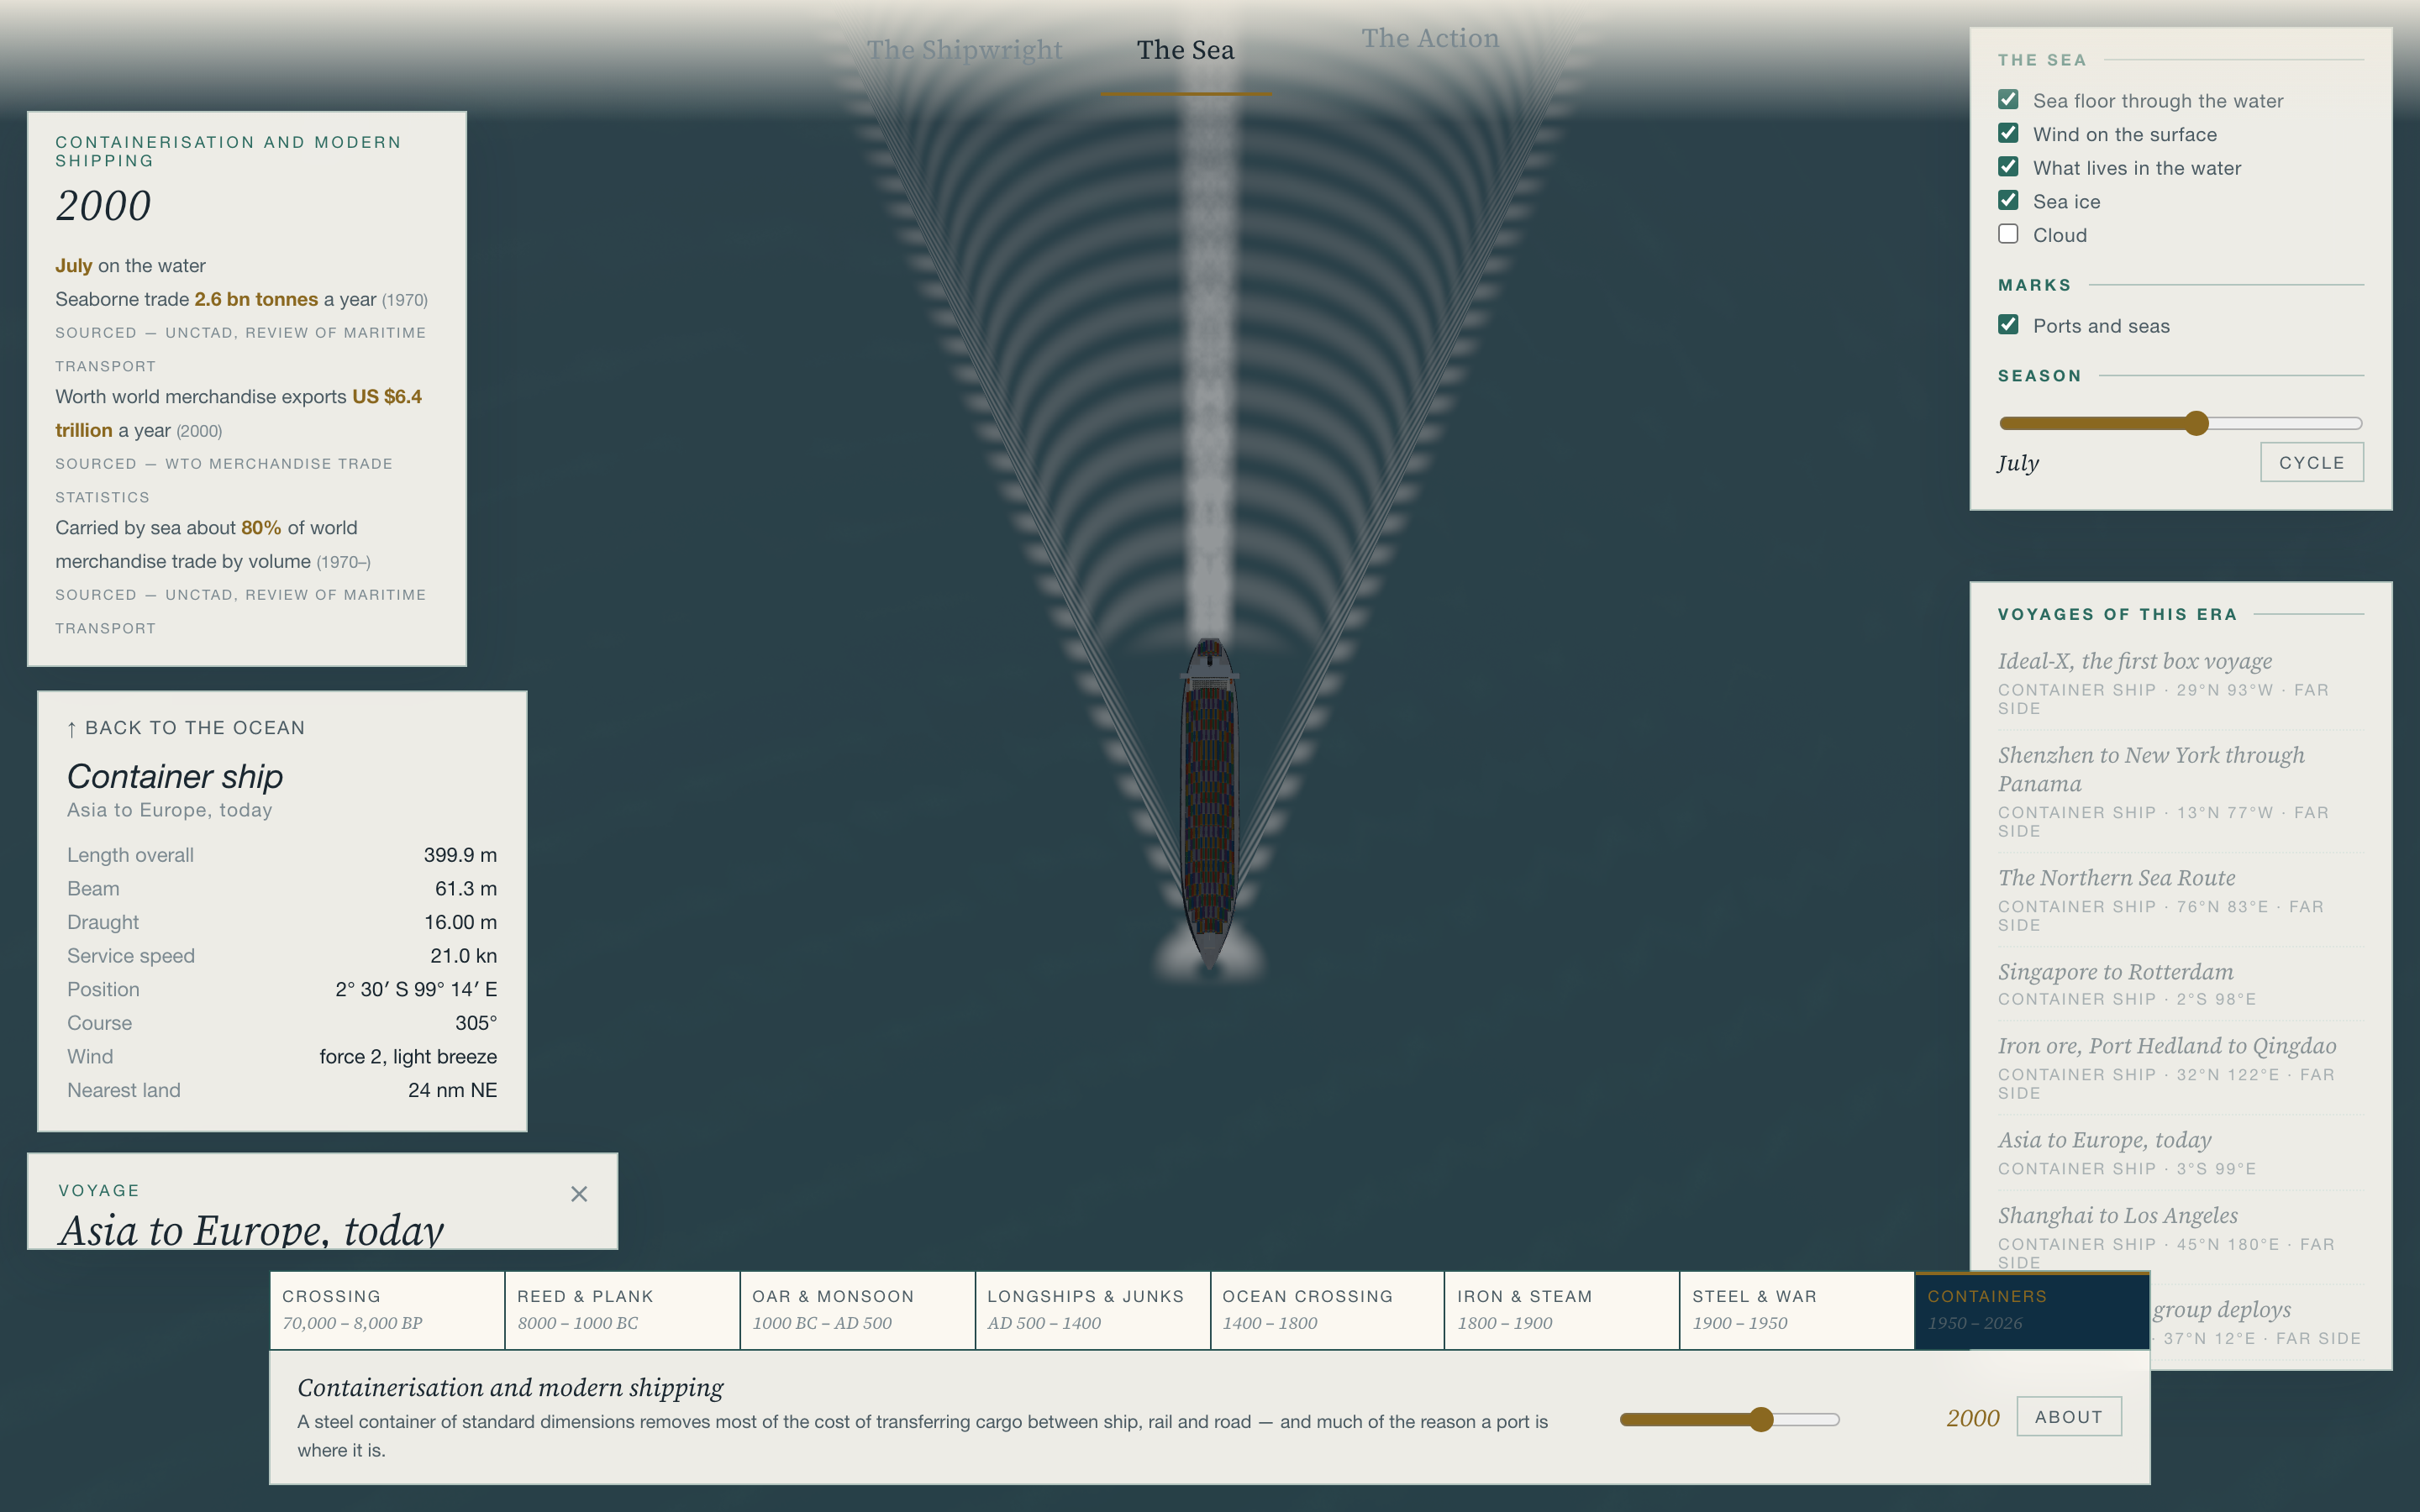 The Shipwright
The Sea
The Action
CONTAINERISATION AND MODERN
SHIPPING
2000
July on the water
Seaborne trade 2.6 bn tonnes a year (1970)
SOURCED — UNCTAD, REVIEW OF MARITIME
TRANSPORT
Worth world merchandise exports US $6.4
trillion a year (2000)
SOURCED — WTO MERCHANDISE TRADE
STATISTICS
Carried by sea about 80% of world
merchandise trade by volume (1970–)
SOURCED — UNCTAD, REVIEW OF MARITIME
TRANSPORT
↑ BACK TO THE OCEAN
Container ship
Asia to Europe, today
Length overall 399.9 m
Beam 61.3 m
Draught 16.00 m
Service speed 21.0 kn
Position 2° 30′ S 99° 14′ E
Course 305°
Wind force 2, light breeze
Nearest land 24 nm NE
VOYAGE ×
Asia to Europe, today
THE SEA
Sea floor through the water
Wind on the surface
What lives in the water
Sea ice
Cloud
MARKS
Ports and seas
SEASON
July CYCLE
VOYAGES OF THIS ERA
Ideal-X, the first box voyage
CONTAINER SHIP · 29°N 93°W · FAR
SIDE
Shenzhen to New York through
Panama
CONTAINER SHIP · 13°N 77°W · FAR
SIDE
The Northern Sea Route
CONTAINER SHIP · 76°N 83°E · FAR
SIDE
Singapore to Rotterdam
CONTAINER SHIP · 2°S 98°E
Iron ore, Port Hedland to Qingdao
CONTAINER SHIP · 32°N 122°E · FAR
SIDE
Asia to Europe, today
CONTAINER SHIP · 3°S 99°E
Shanghai to Los Angeles
CONTAINER SHIP · 45°N 180°E · FAR
SIDE
group deploys
· 37°N 12°E · FAR SIDE
CROSSING
70,000 – 8,000 BP
REED & PLANK
8000 – 1000 BC
OAR & MONSOON
1000 BC – AD 500
LONGSHIPS & JUNKS
AD 500 – 1400
OCEAN CROSSING
1400 – 1800
IRON & STEAM
1800 – 1900
STEEL & WAR
1900 – 1950
CONTAINERS
1950 – 2026
Containerisation and modern shipping
A steel container of standard dimensions removes most of the cost of transferring cargo between ship, rail and road — and much of the reason a port is
where it is.
2000 ABOUT